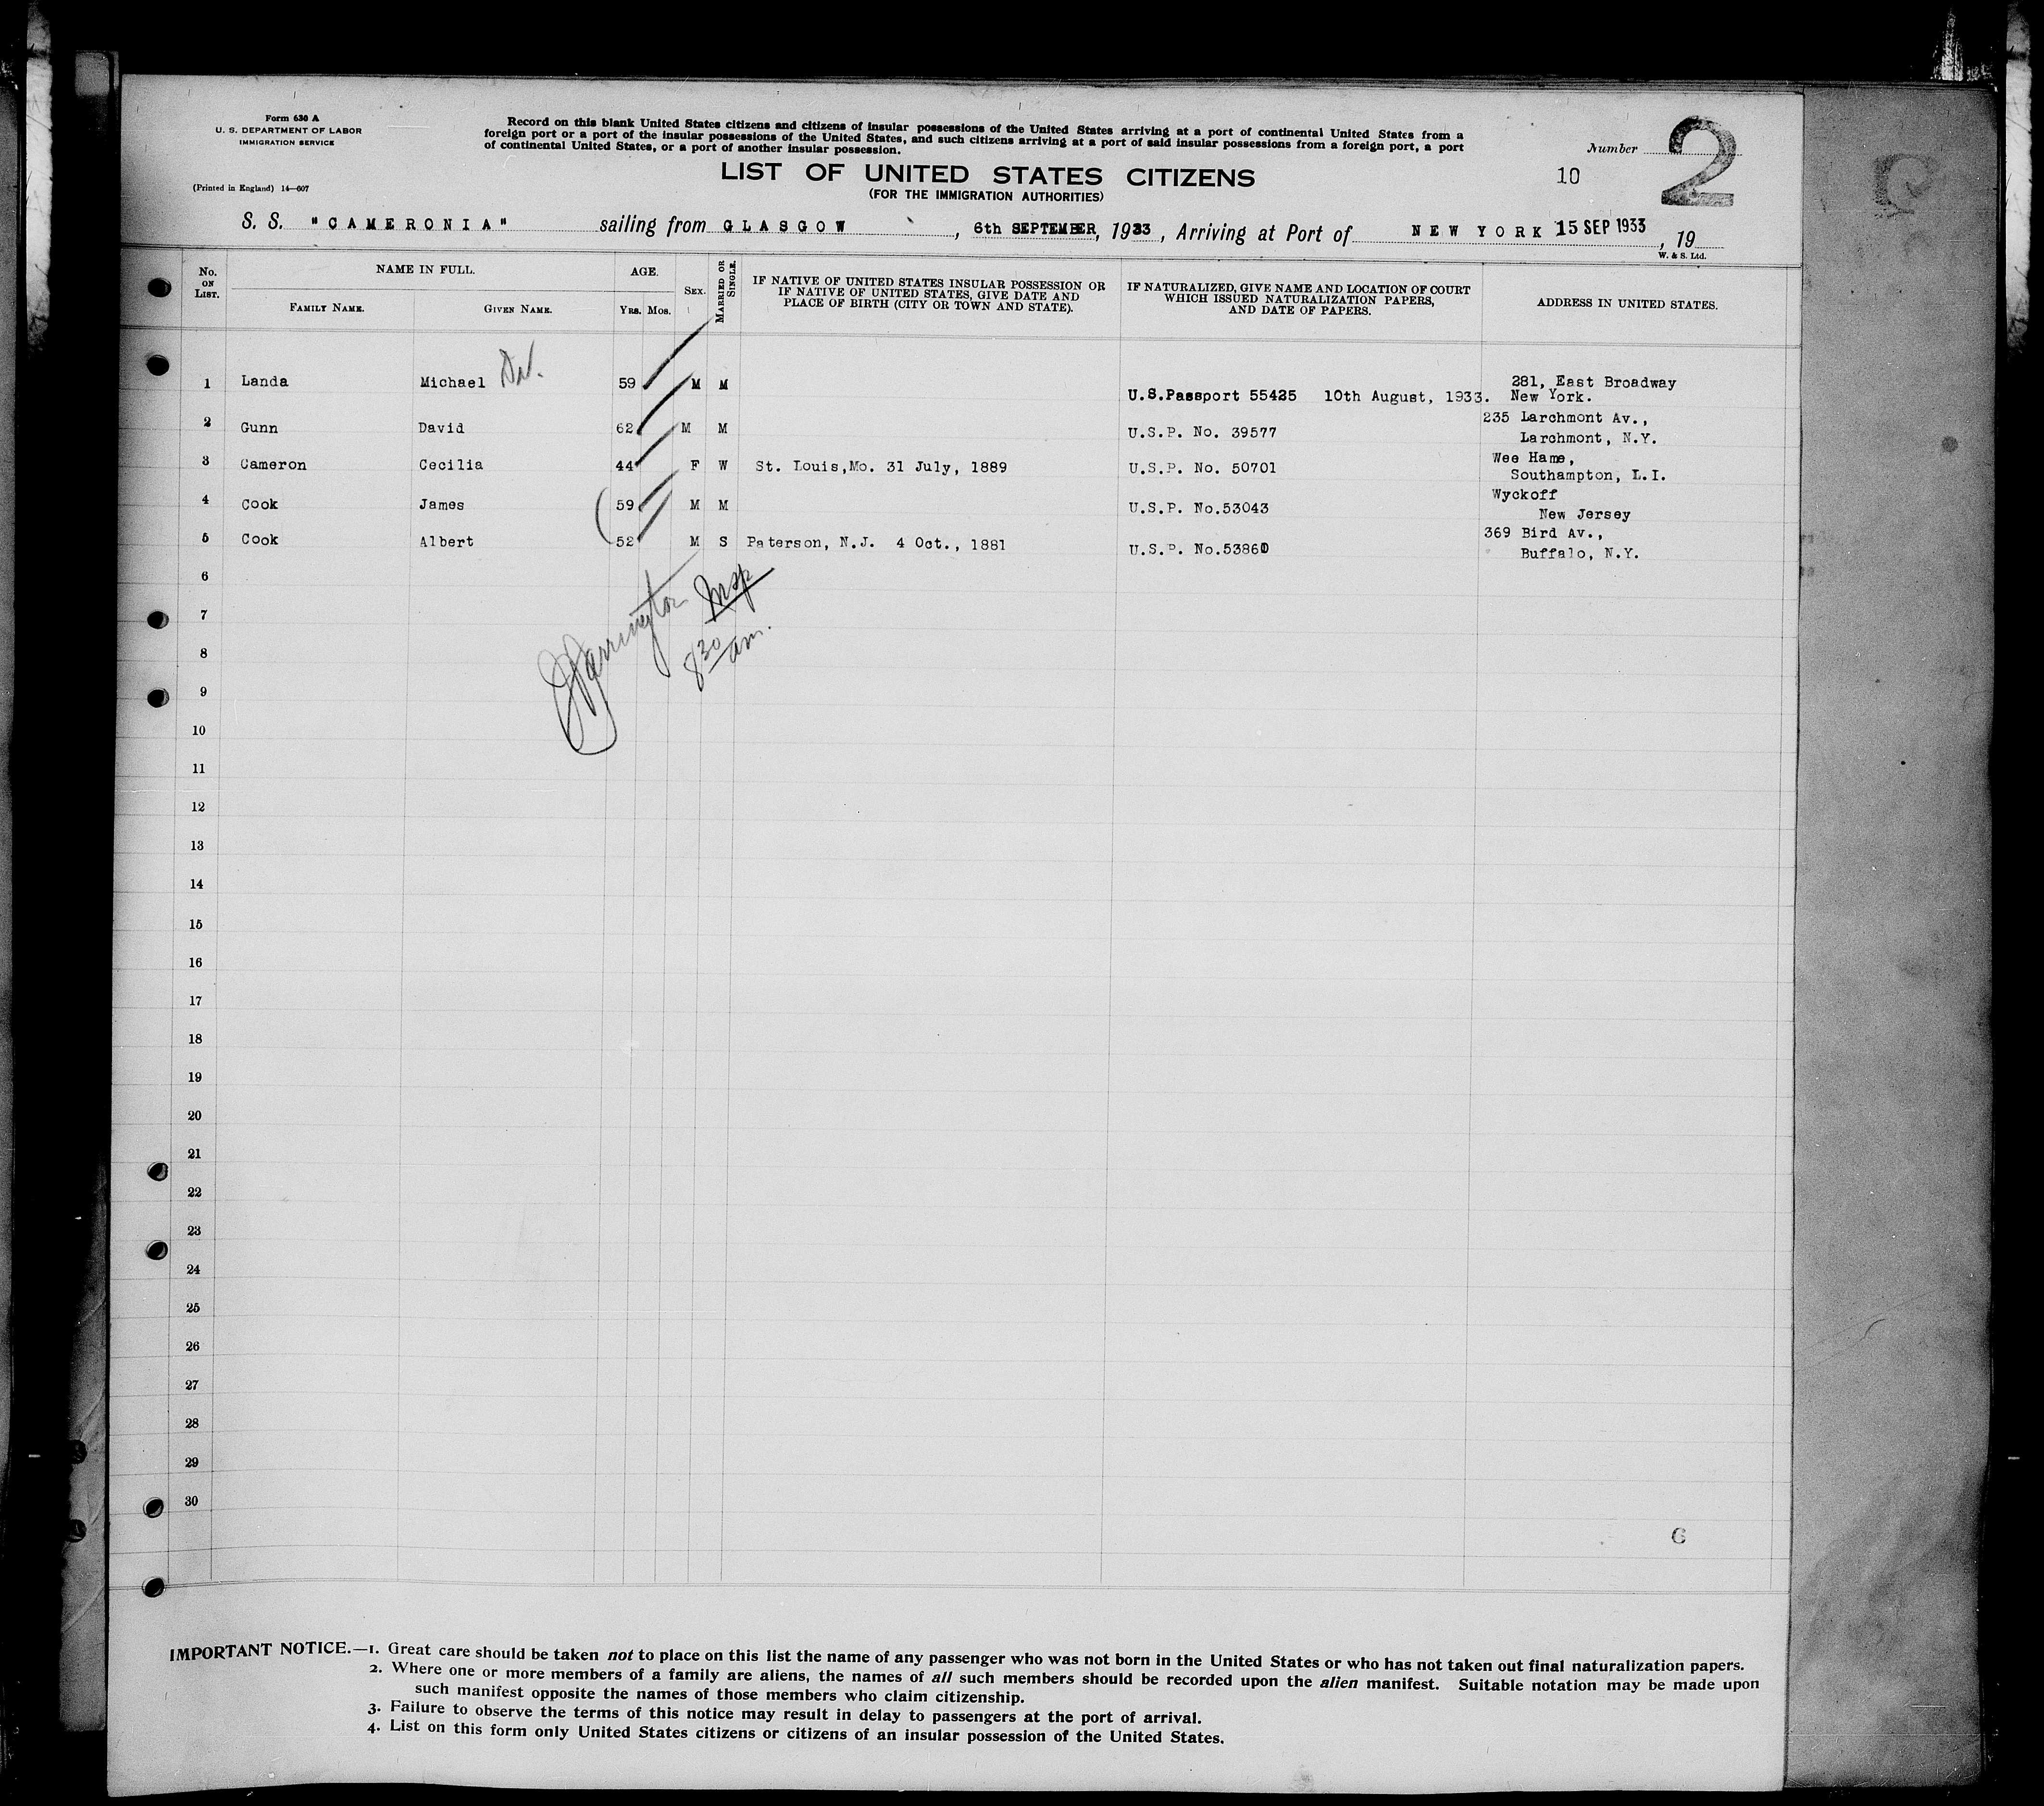 Form 630 A
U. S. DEPARTMENT OF LABOR
IMMIGRATION SERVICE
(Printed in England) 14—607
Record on this blank United States citizens and citizens of insular possessions of the United States arriving at a port of continental United States from a
foreign port or a port of the insular possessions of the United States, and such citizens arriving at a port of said insular possessions from a foreign port, a port
of continental United States, or a port of another insular possession.
LIST OF UNITED STATES CITIZENS
(FOR THE IMMIGRATION AUTHORITIES)
10
Number 2
S. S. "CAMERONIA" sailing from GLASGOW, 6th SEPTEMBER, 1933, Arriving at Port of NEW YORK 15 SEP 1933, 19
W. & S. Ltd.
No. ON LIST. NAME IN FULL. FAMILY NAME. GIVEN NAME. AGE. YRS. MOS. SEX. MARRIED OR SINGLE. IF NATIVE OF UNITED STATES INSULAR POSSESSION OR IF NATIVE OF UNITED STATES, GIVE DATE AND PLACE OF BIRTH (CITY OR TOWN AND STATE). IF NATURALIZED, GIVE NAME AND LOCATION OF COURT WHICH ISSUED NATURALIZATION PAPERS, AND DATE OF PAPERS. ADDRESS IN UNITED STATES.
1 Landa Michael Dr. 59 M M U.S.Passport 55425 10th August, 1933. 281, East Broadway
New York.
2 Gunn David 62 M M U.S.P. No. 39577 235 Larchmont Av.,
Larchmont, N.Y.
3 Cameron Cecilia 44 F W St. Louis,Mo. 31 July, 1889 U.S.P. No. 50701 Wee Hame,
Southampton, L.I.
4 Cook James 59 M M U.S.P. No.53043 Wyckoff
New Jersey
5 Cook Albert 52 M S Paterson, N.J. 4 Oct., 1881 U.S.P. No.53860 369 Bird Av.,
Buffalo, N.Y.
6
7
Insp
8
8 30 am.
9
10
11
12
13
14
15
16
17
18
19
20
21
22
23
24
25
26
27
28
29
30
G
IMPORTANT NOTICE.—1. Great care should be taken not to place on this list the name of any passenger who was not born in the United States or who has not taken out final naturalization papers.
2. Where one or more members of a family are aliens, the names of all such members should be recorded upon the alien manifest. Suitable notation may be made upon
such manifest opposite the names of those members who claim citizenship.
3. Failure to observe the terms of this notice may result in delay to passengers at the port of arrival.
4. List on this form only United States citizens or citizens of an insular possession of the United States.